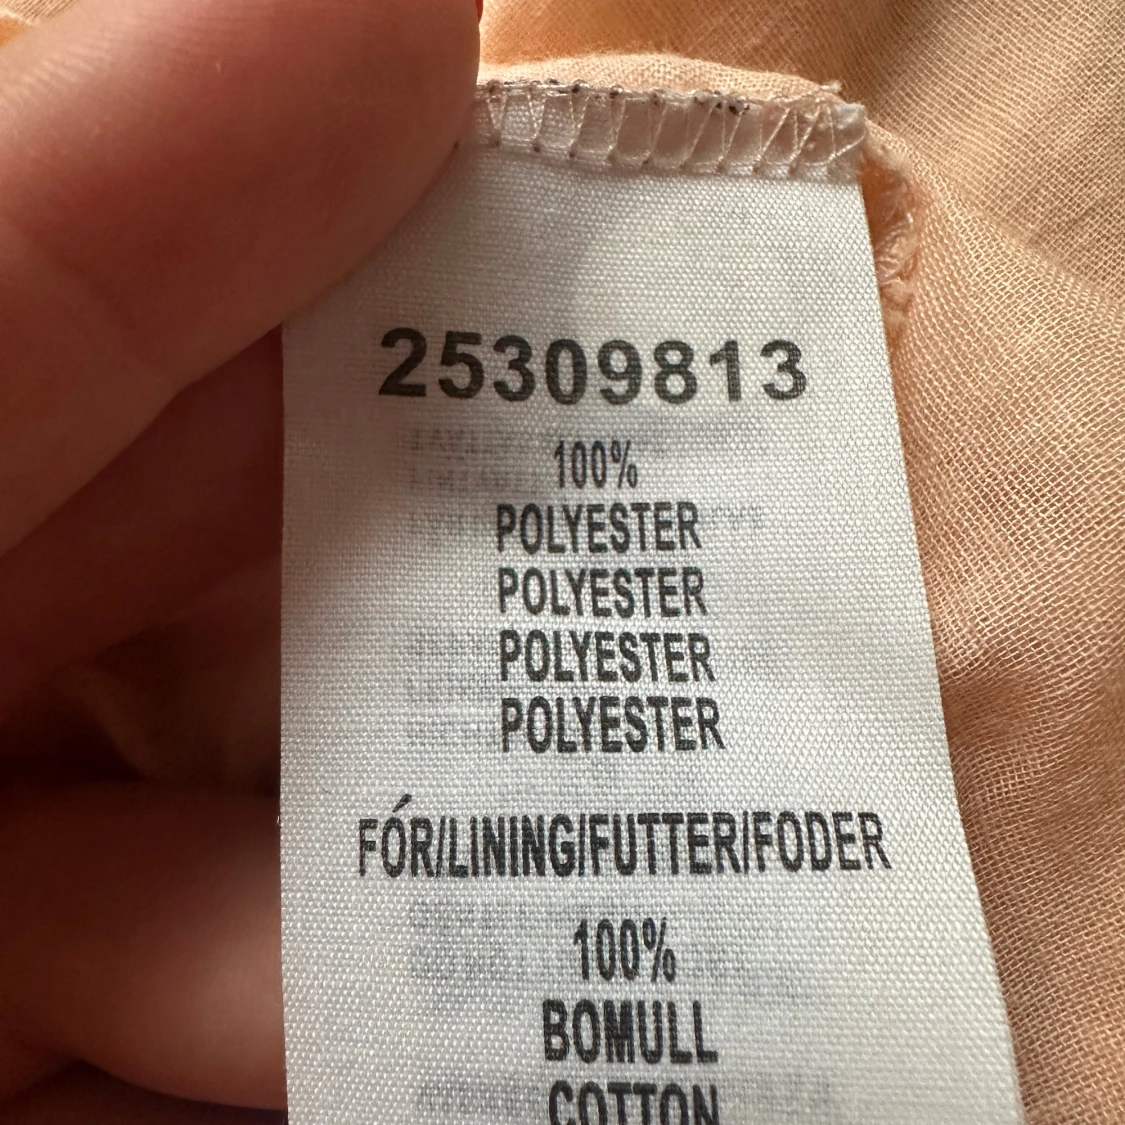 25309813
100%
POLYESTER
POLYESTER
POLYESTER
POLYESTER
FÓR/LINING/FUTTER/FODER
100%
BOMULL
COTTON